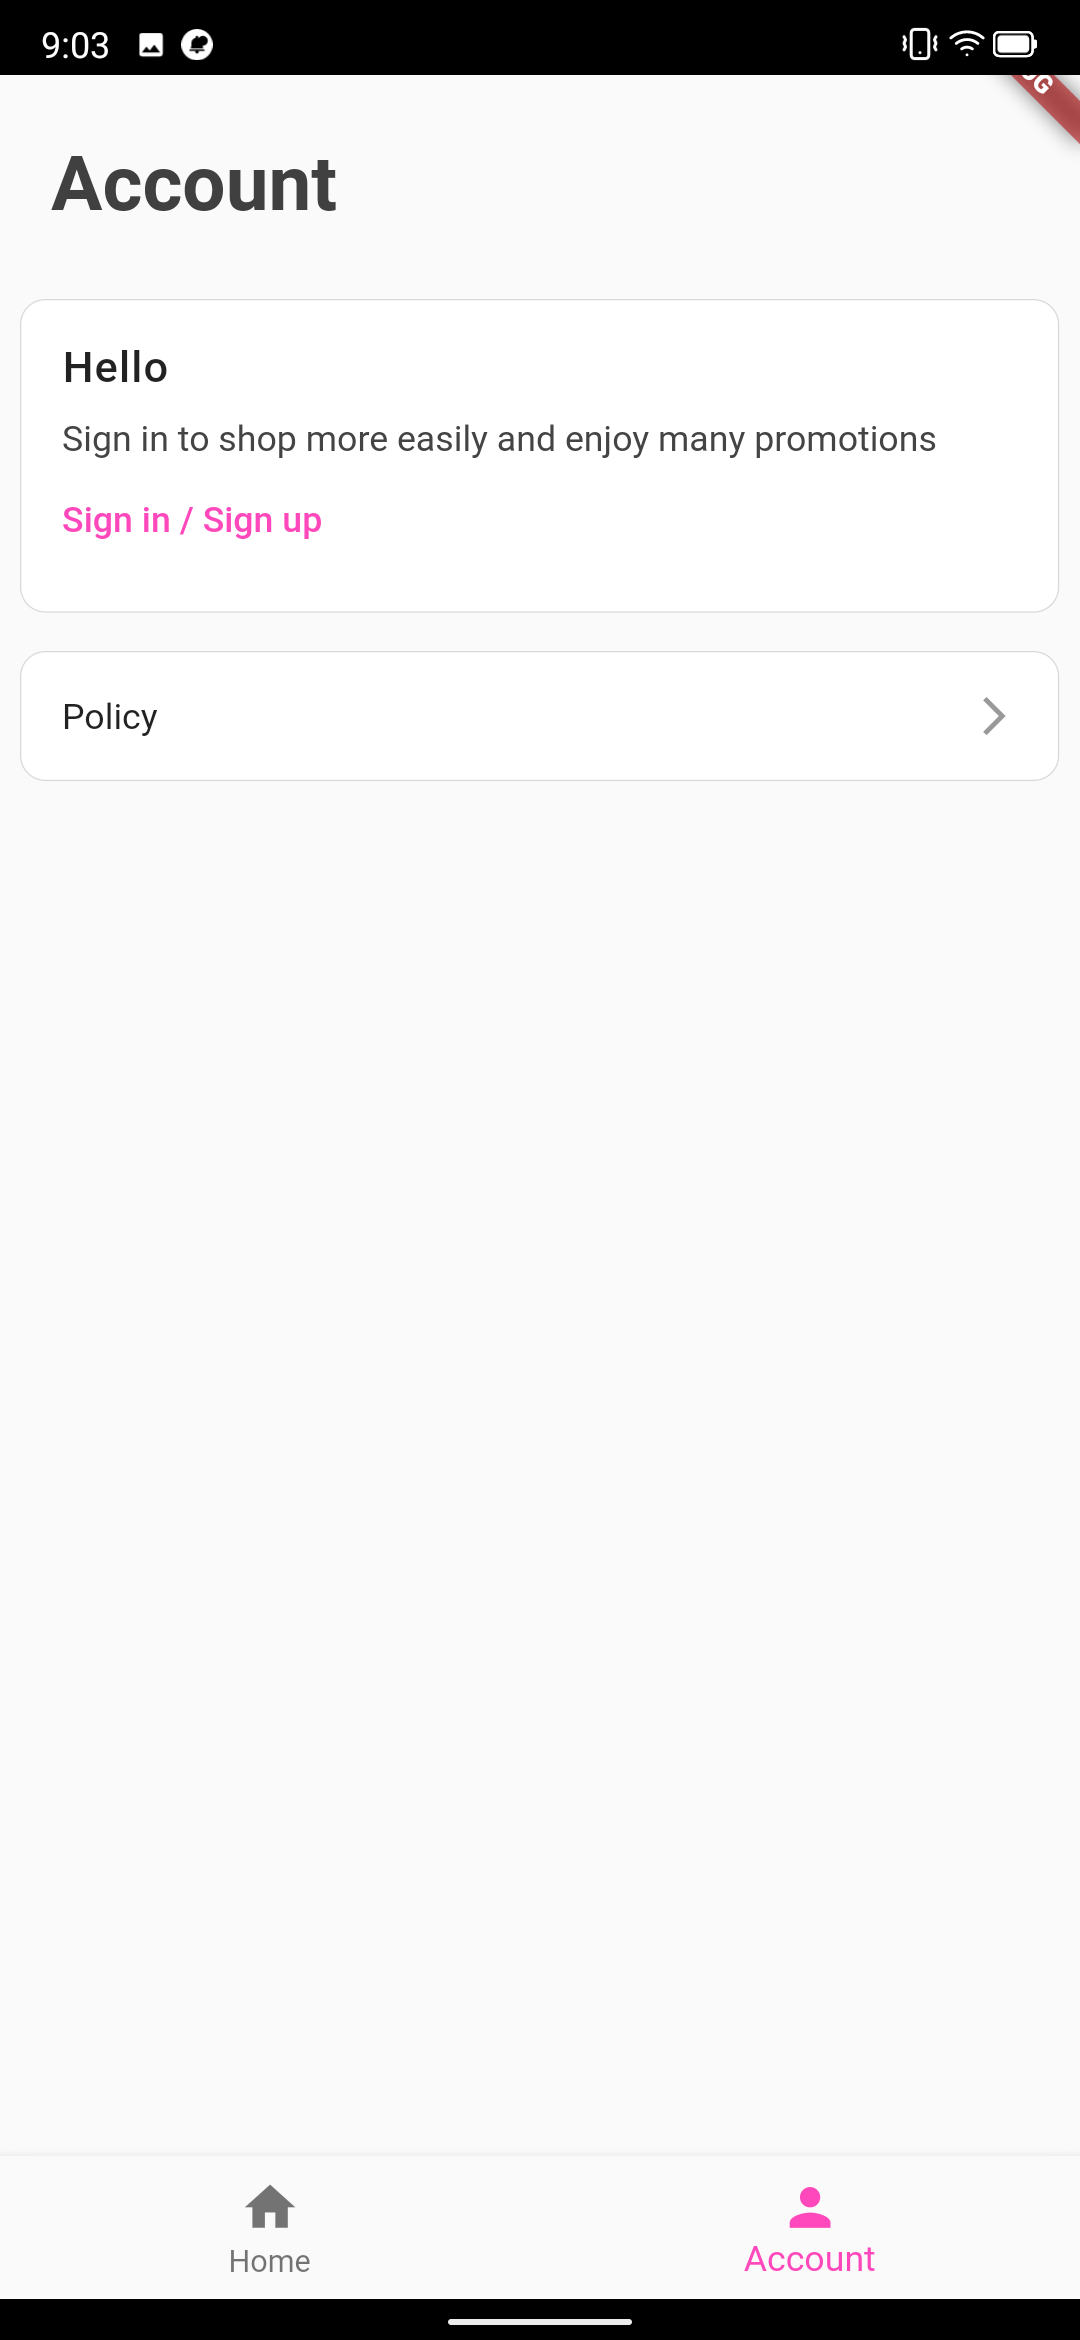 9:03
Account
Hello
Sign in to shop more easily and enjoy many promotions
Sign in / Sign up
Policy
Home
Account